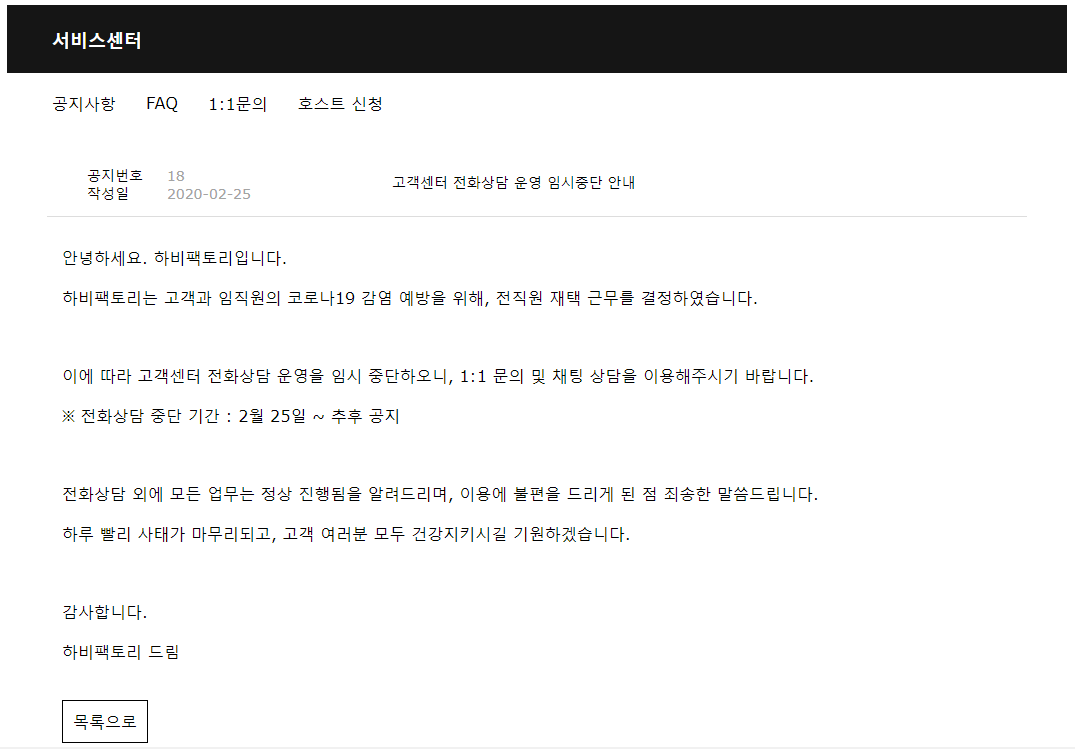 서비스센터
공지사항 FAQ 1:1문의 호스트 신청
공지번호 18
작성일 2020-02-25
고객센터 전화상담 운영 임시중단 안내
안녕하세요. 하비팩토리입니다.
하비팩토리는 고객과 임직원의 코로나19 감염 예방을 위해, 전직원 재택 근무를 결정하였습니다.
이에 따라 고객센터 전화상담 운영을 임시 중단하오니, 1:1 문의 및 채팅 상담을 이용해주시기 바랍니다.
※ 전화상담 중단 기간 : 2월 25일 ~ 추후 공지
전화상담 외에 모든 업무는 정상 진행됨을 알려드리며, 이용에 불편을 드리게 된 점 죄송한 말씀드립니다.
하루 빨리 사태가 마무리되고, 고객 여러분 모두 건강지키시길 기원하겠습니다.
감사합니다.
하비팩토리 드림
목록으로